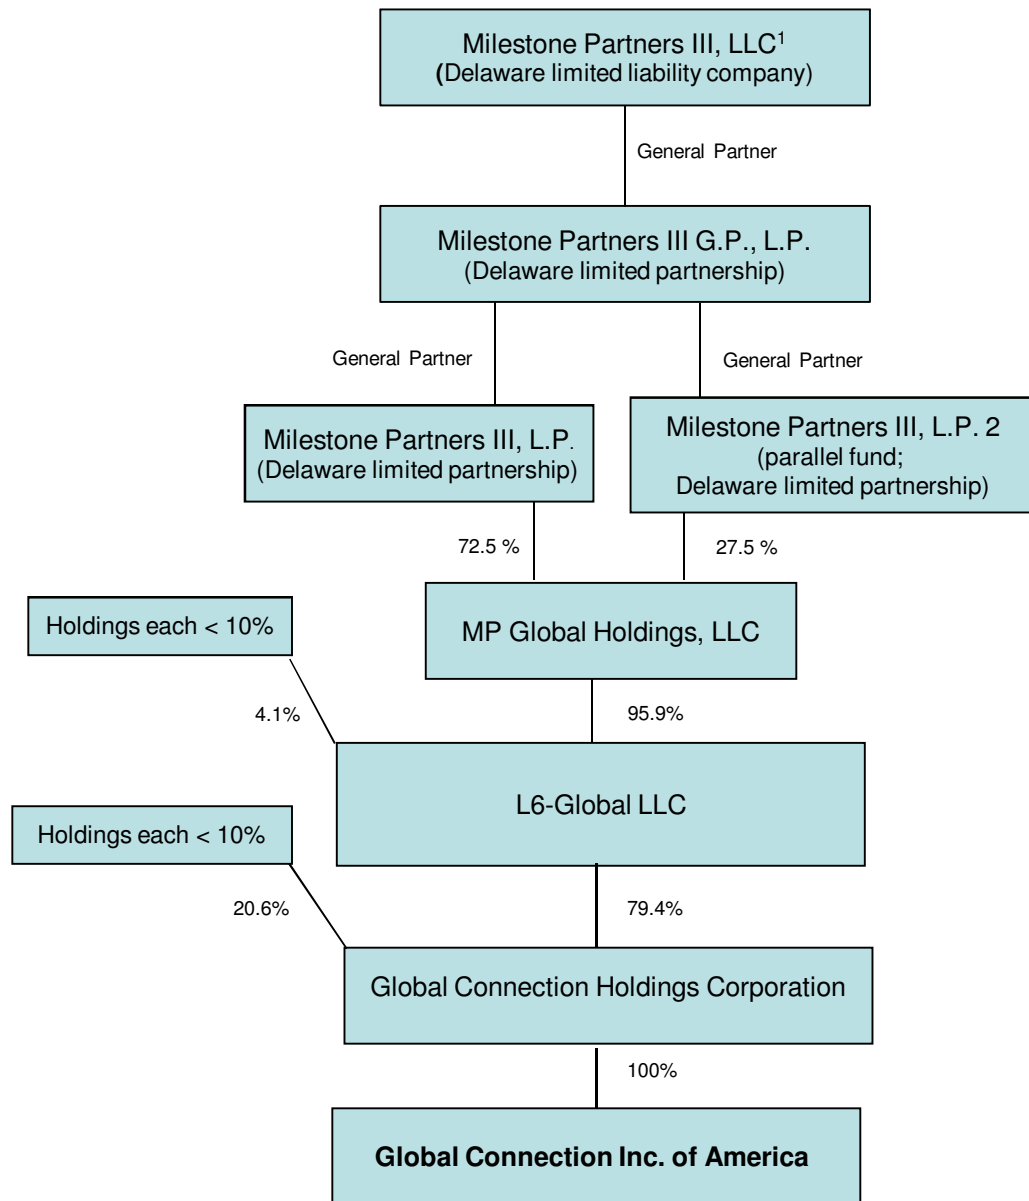 Milestone Partners III, LLC¹
(Delaware limited liability company)
General Partner
Milestone Partners III G.P., L.P.
(Delaware limited partnership)
General Partner
General Partner
Milestone Partners III, L.P.
(Delaware limited partnership)
Milestone Partners III, L.P. 2
(parallel fund;
Delaware limited partnership)
72.5 %
27.5 %
Holdings each < 10%
MP Global Holdings, LLC
4.1%
95.9%
L6-Global LLC
Holdings each < 10%
20.6%
79.4%
Global Connection Holdings Corporation
100%
Global Connection Inc. of America